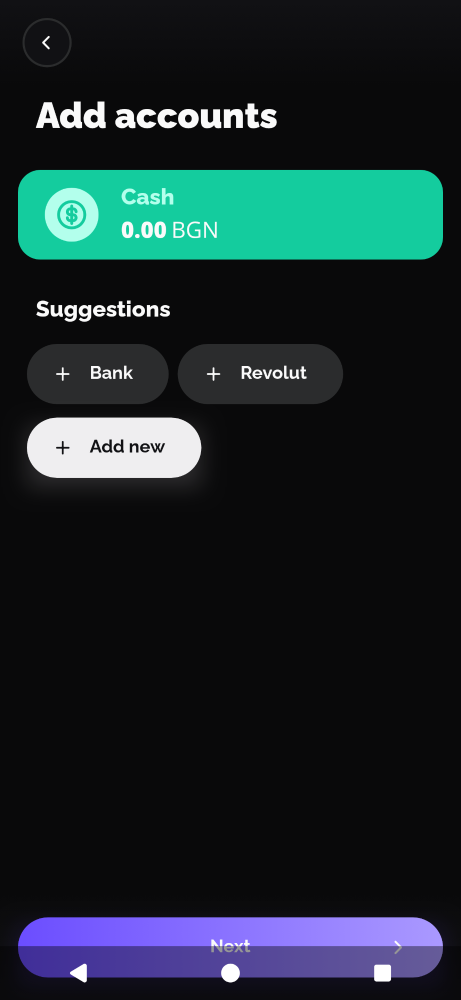 Add accounts
Cash
0.00 BGN
Suggestions
Bank
Revolut
Add new
Next